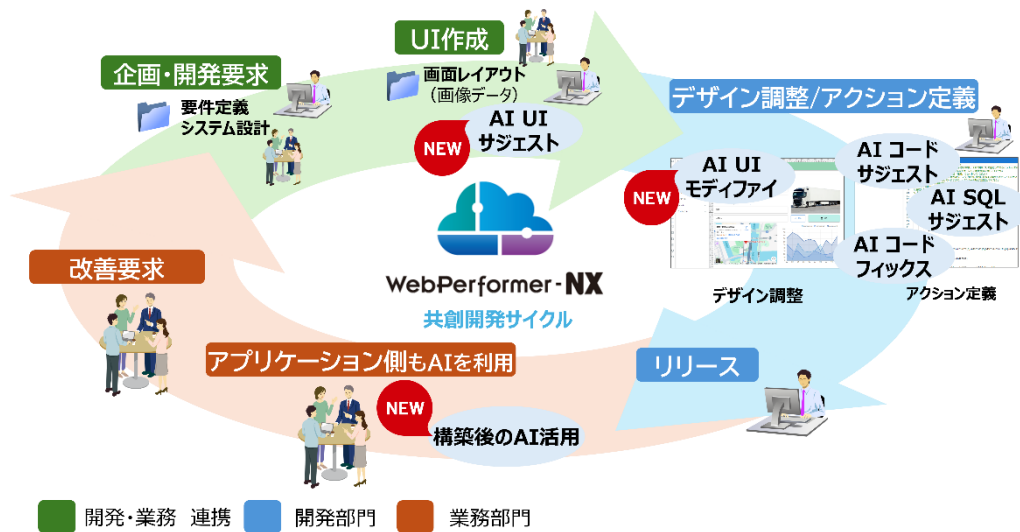 UI作成
企画・開発要求
画面レイアウト
（画像データ）
要件定義
システム設計
NEW
AI UI
サジェスト
デザイン調整/アクション定義
NEW
AI UI
モディファイ
AI コード
サジェスト
AI SQL
サジェスト
AI コード
フィックス
デザイン調整
アクション定義
WebPerformer-NX
共創開発サイクル
改善要求
アプリケーション側もAIを利用
リリース
NEW
構築後のAI活用
開発・業務 連携
開発部門
業務部門